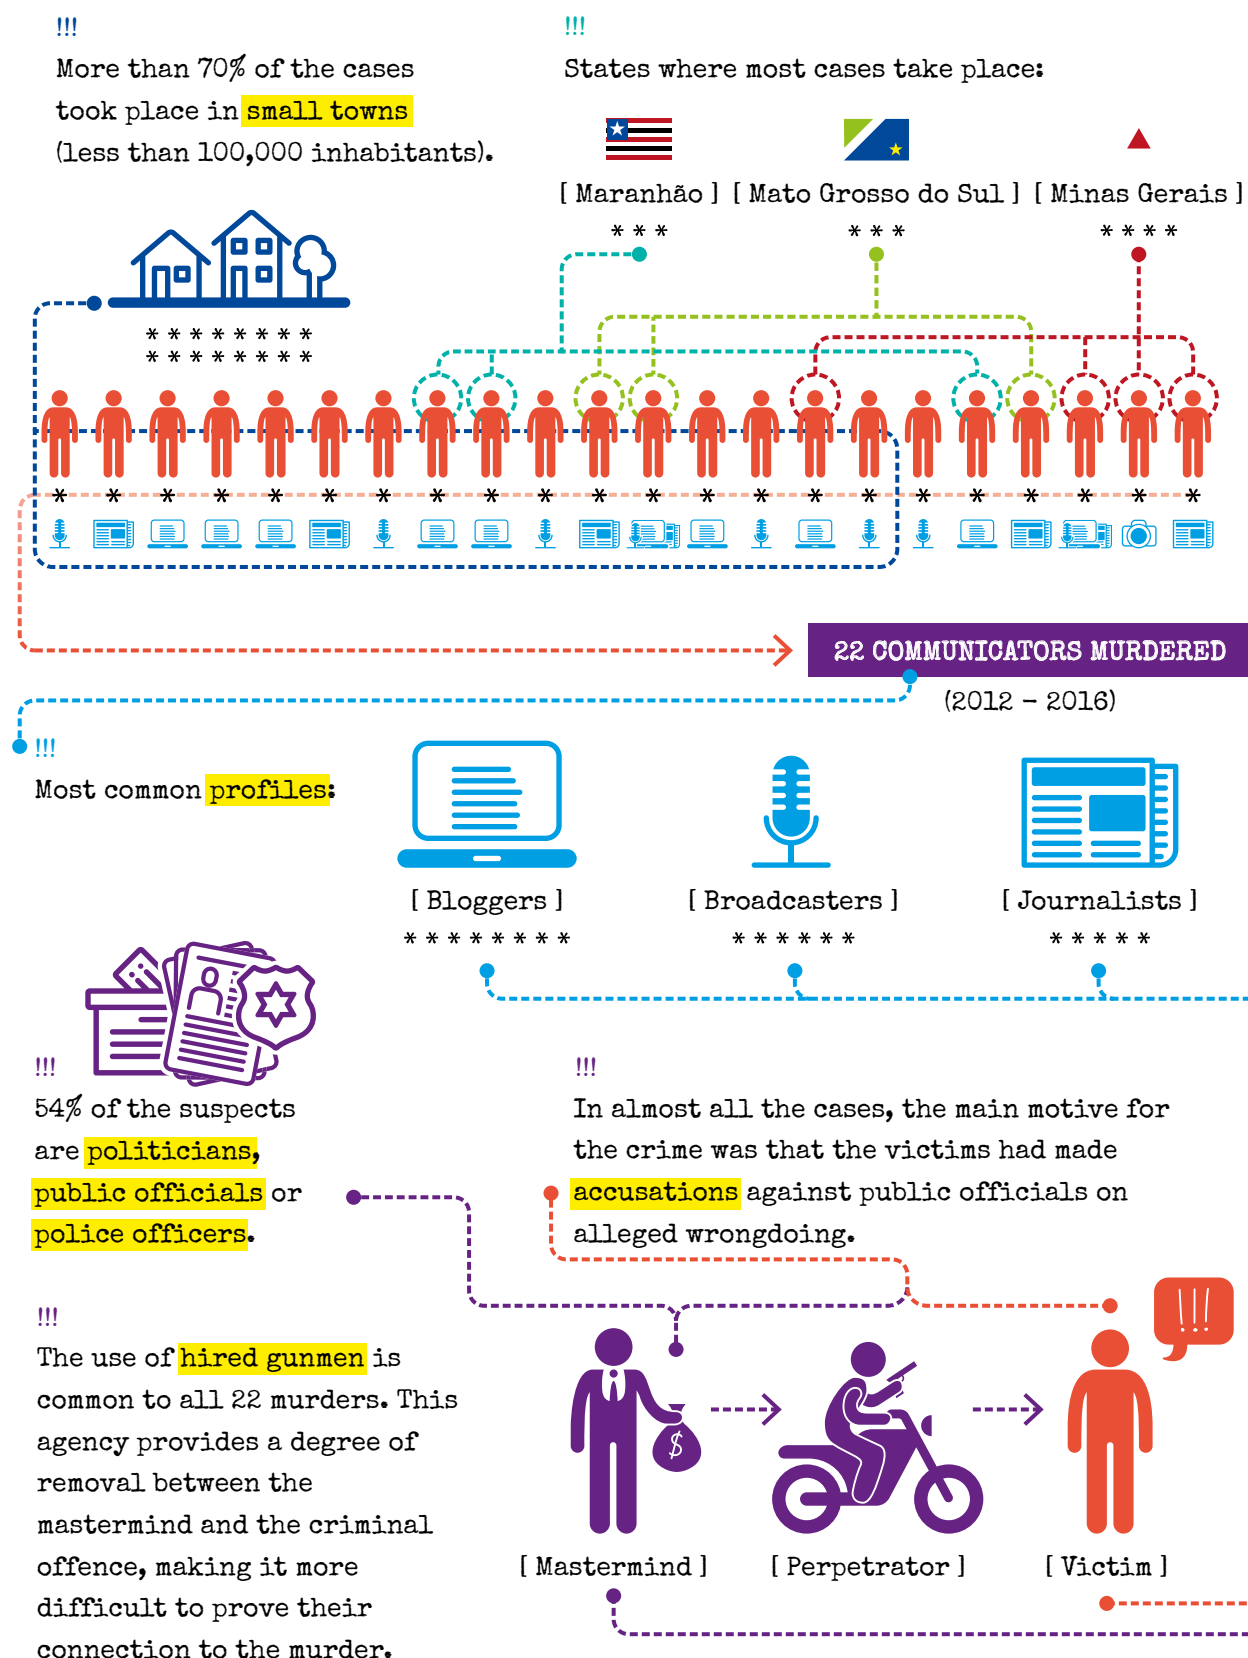 !!!
More than 70% of the cases
took place in small towns
(less than 100,000 inhabitants).
!!!
States where most cases take place:
[ Maranhão ] [ Mato Grosso do Sul ] [ Minas Gerais ]
* * *
* * *
* * * *
* * * * * * * *
* * * * * * * *
* * * * * * * * * * * * * * * * * * * * * *
22 COMMUNICATORS MURDERED
(2012 - 2016)
!!!
Most common profiles:
[ Bloggers ]
* * * * * * * *
[ Broadcasters ]
* * * * * *
[ Journalists ]
* * * * *
!!!
54% of the suspects
are politicians,
public officials or
police officers.
!!!
In almost all the cases, the main motive for
the crime was that the victims had made
accusations against public officials on
alleged wrongdoing.
!!!
The use of hired gunmen is
common to all 22 murders. This
agency provides a degree of
removal between the
mastermind and the criminal
offence, making it more
difficult to prove their
connection to the murder.
!!!
$
[ Mastermind ]
[ Perpetrator ]
[ Victim ]